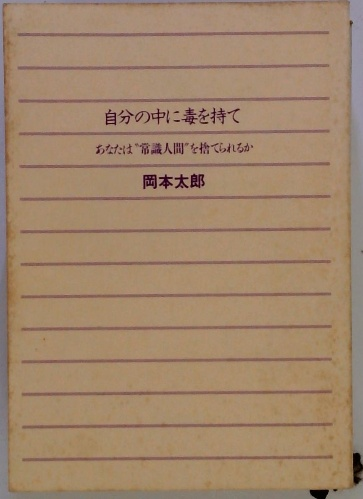 自分の中に毒を持て
あなたは“常識人間”を捨てられるか
岡本太郎